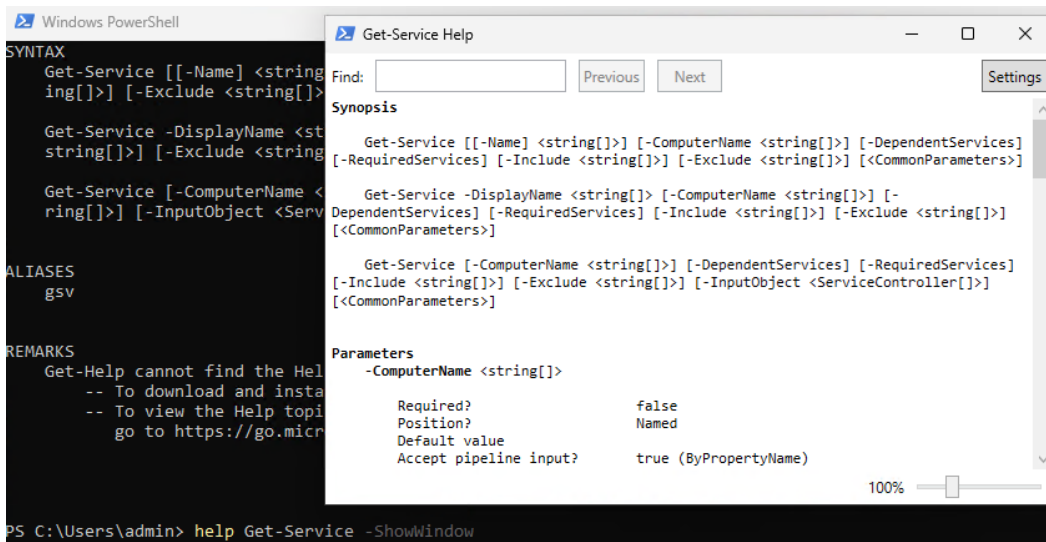 Windows PowerShell
SYNTAX
Get-Service [[-Name] <string
ing[]>] [-Exclude <string[]>
Get-Service -DisplayName <st
string[]>] [-Exclude <string
Get-Service [-ComputerName <
ring[]>] [-InputObject <Serv
ALIASES
gsv
REMARKS
Get-Help cannot find the Hel
-- To download and insta
-- To view the Help topi
go to https://go.micr
PS C:\Users\admin> help Get-Service -ShowWindow
Get-Service Help
Find:
Previous
Next
Settings
Synopsis
Get-Service [[-Name] <string[]>] [-ComputerName <string[]>] [-DependentServices]
[-RequiredServices] [-Include <string[]>] [-Exclude <string[]>] [<CommonParameters>]
Get-Service -DisplayName <string[]> [-ComputerName <string[]>] [-
DependentServices] [-RequiredServices] [-Include <string[]>] [-Exclude <string[]>]
[<CommonParameters>]
Get-Service [-ComputerName <string[]>] [-DependentServices] [-RequiredServices]
[-Include <string[]>] [-Exclude <string[]>] [-InputObject <ServiceController[]>]
[<CommonParameters>]
Parameters
-ComputerName <string[]>
Required? false
Position? Named
Default value
Accept pipeline input? true (ByPropertyName)
100%